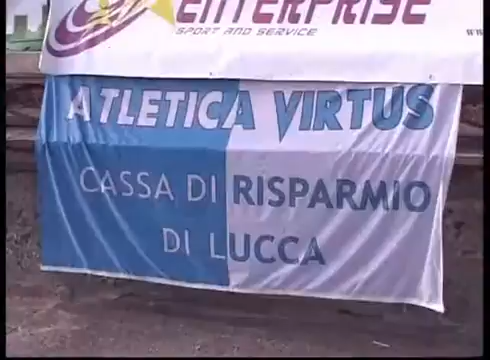 ENTERPRISE
SPORT AND SERVICE
ATLETICA VIRTUS
CASSA DI RISPARMIO
DI LUCCA